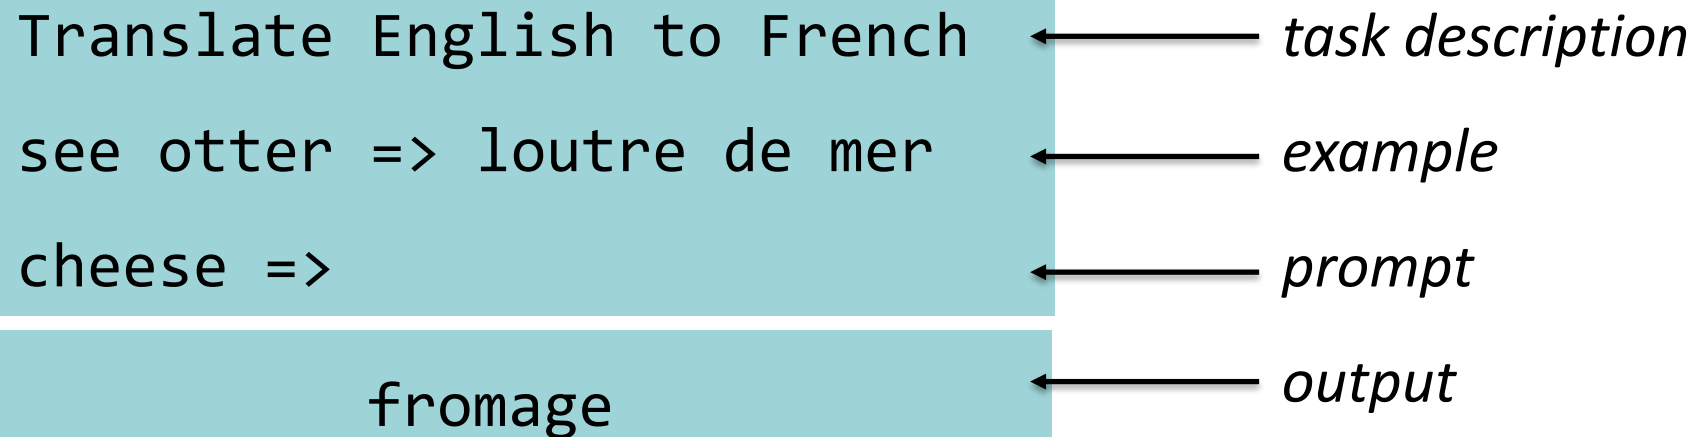 Translate English to French task description
see otter => loutre de mer example
cheese => prompt
fromage output